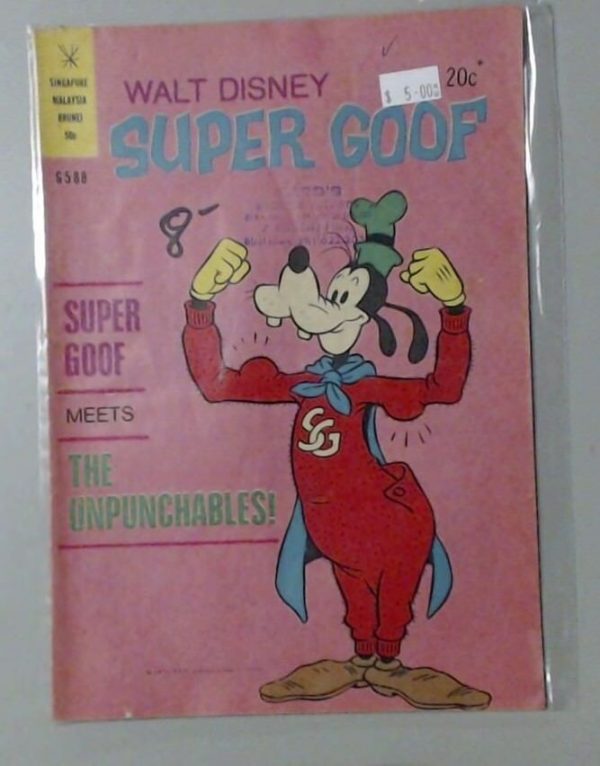 SINGAPORE
MALAYSIA
BRUNEI
50c
G588
WALT DISNEY
SUPER GOOF
$ 5.00
20c*
8-
SUPER
GOOF
MEETS
THE
UNPUNCHABLES!
SG